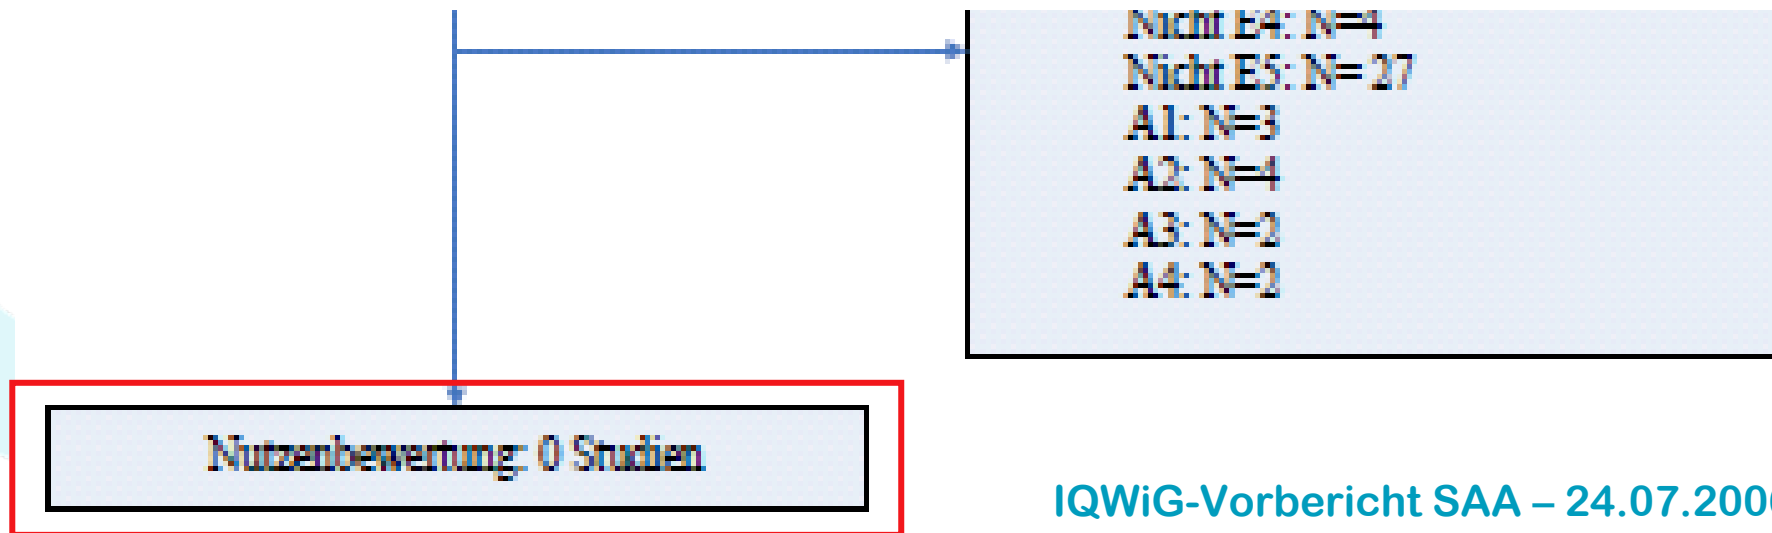 Nicht E4: N=4
Nicht E5: N= 27
A1: N=3
A2: N=4
A3: N=2
A4: N=2
Nutzenbewertung: 0 Studien
IQWiG-Vorbericht SAA – 24.07.2006